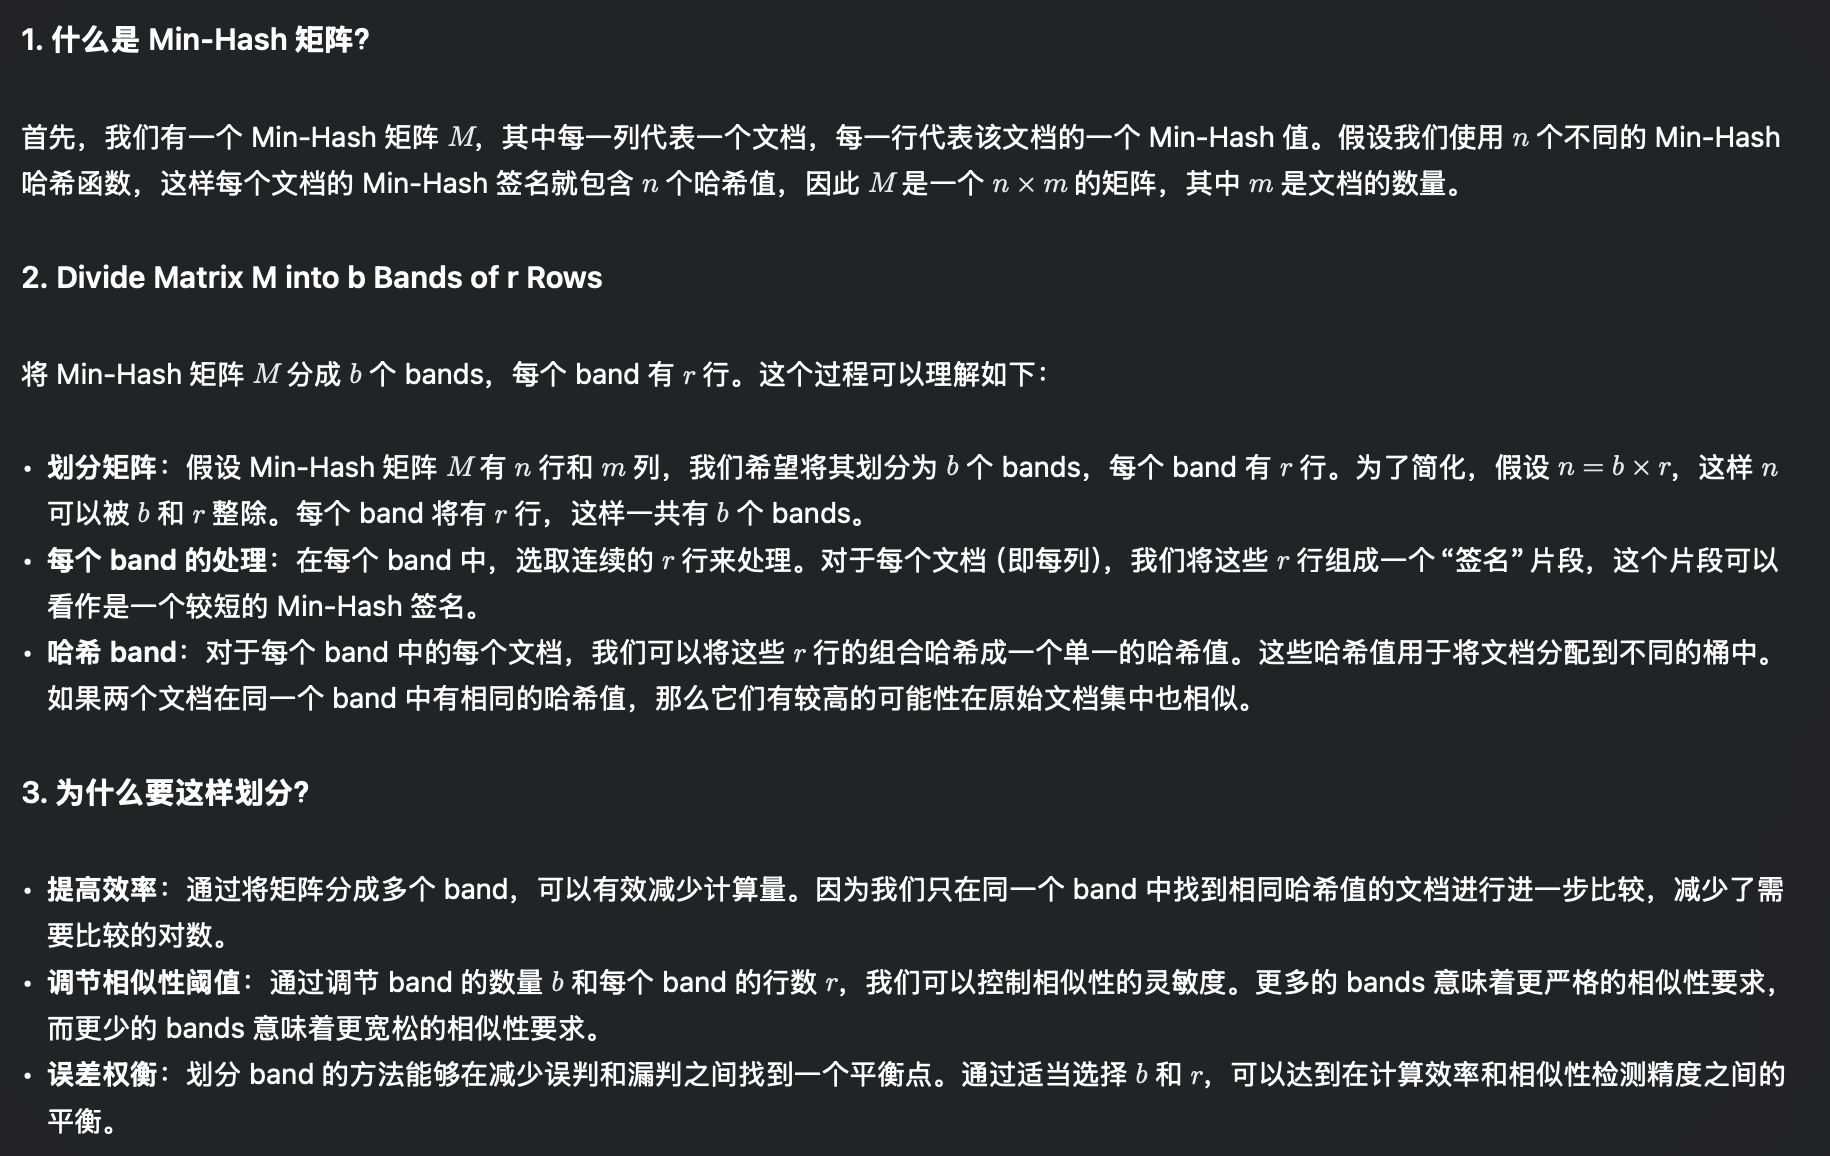 1. 什么是 Min-Hash 矩阵?
首先，我们有一个 Min-Hash 矩阵 M，其中每一列代表一个文档，每一行代表该文档的一个 Min-Hash 值。假设我们使用 n 个不同的 Min-Hash
哈希函数，这样每个文档的 Min-Hash 签名就包含 n 个哈希值，因此 M 是一个 n × m 的矩阵，其中 m 是文档的数量。
2. Divide Matrix M into b Bands of r Rows
将 Min-Hash 矩阵 M 分成 b 个 bands，每个 band 有 r 行。这个过程可以理解如下：
• 划分矩阵：假设 Min-Hash 矩阵 M 有 n 行和 m 列，我们希望将其划分为 b 个 bands，每个 band 有 r 行。为了简化，假设 n = b × r，这样 n
可以被 b 和 r 整除。每个 band 将有 r 行，这样一共有 b 个 bands。
• 每个 band 的处理：在每个 band 中，选取连续的 r 行来处理。对于每个文档 (即每列)，我们将这些 r 行组成一个 “签名” 片段，这个片段可以
看作是一个较短的 Min-Hash 签名。
• 哈希 band：对于每个 band 中的每个文档，我们可以将这些 r 行的组合哈希成一个单一的哈希值。这些哈希值用于将文档分配到不同的桶中。
如果两个文档在同一个 band 中有相同的哈希值，那么它们有较高的可能性在原始文档集中也相似。
3. 为什么要这样划分?
• 提高效率：通过将矩阵分成多个 band，可以有效减少计算量。因为我们只在同一个 band 中找到相同哈希值的文档进行进一步比较，减少了需
要比较的对数。
• 调节相似性阈值：通过调节 band 的数量 b 和每个 band 的行数 r，我们可以控制相似性的灵敏度。更多的 bands 意味着更严格的相似性要求，
而更少的 bands 意味着更宽松的相似性要求。
• 误差权衡：划分 band 的方法能够在减少误判和漏判之间找到一个平衡点。通过适当选择 b 和 r，可以达到在计算效率和相似性检测精度之间的
平衡。